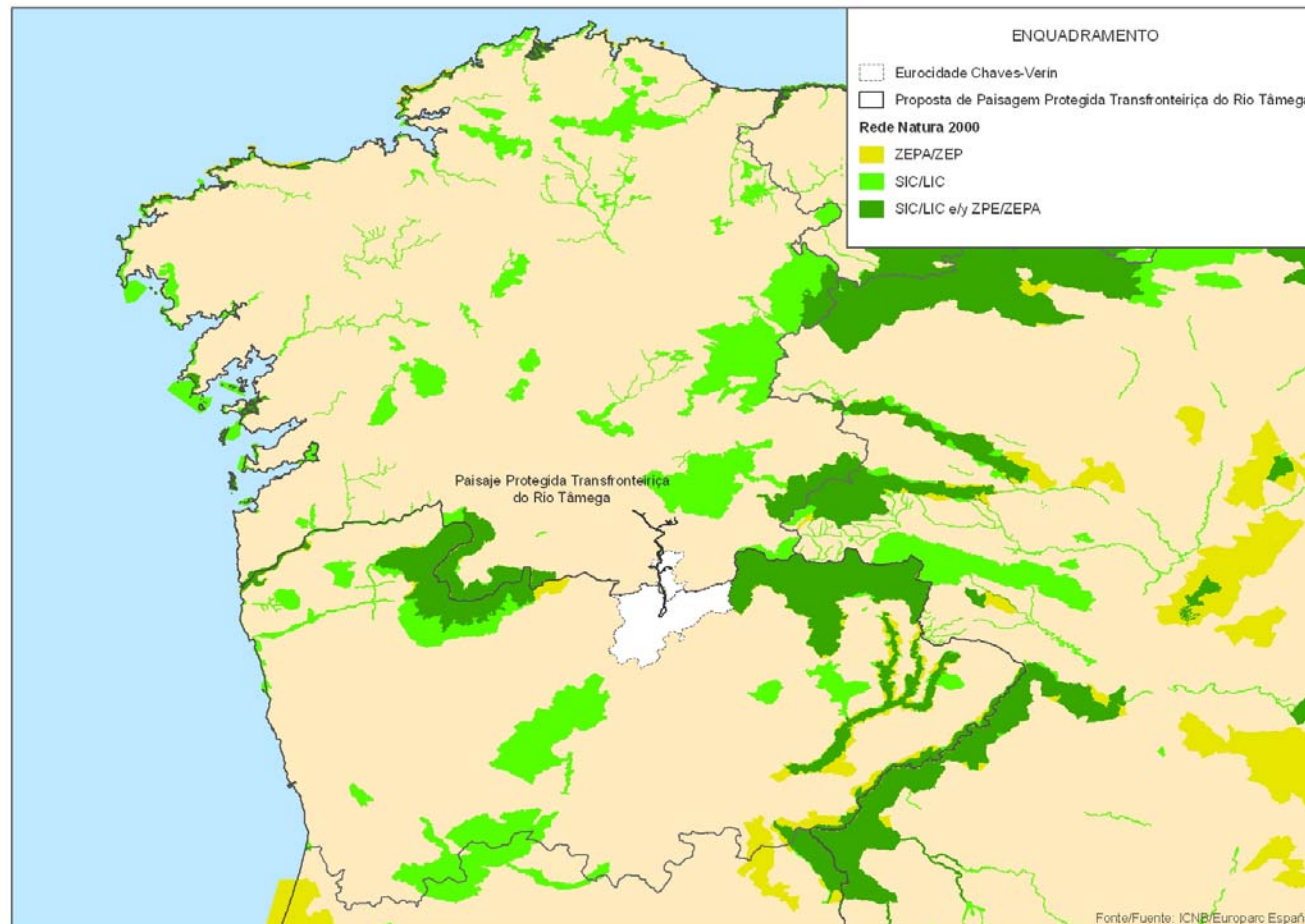 ENQUADRAMENTO
Eurocidade Chaves-Verín
Proposta de Paisagem Protegida Transfronteiriça do Rio Tâmega
Rede Natura 2000
ZEPA/ZEP
SIC/LIC
SIC/LIC e/y ZPE/ZEPA
Paisaje Protegida Transfronteiriça
do Rio Tâmega
Fonte/Fuente: ICNB/Europarc España